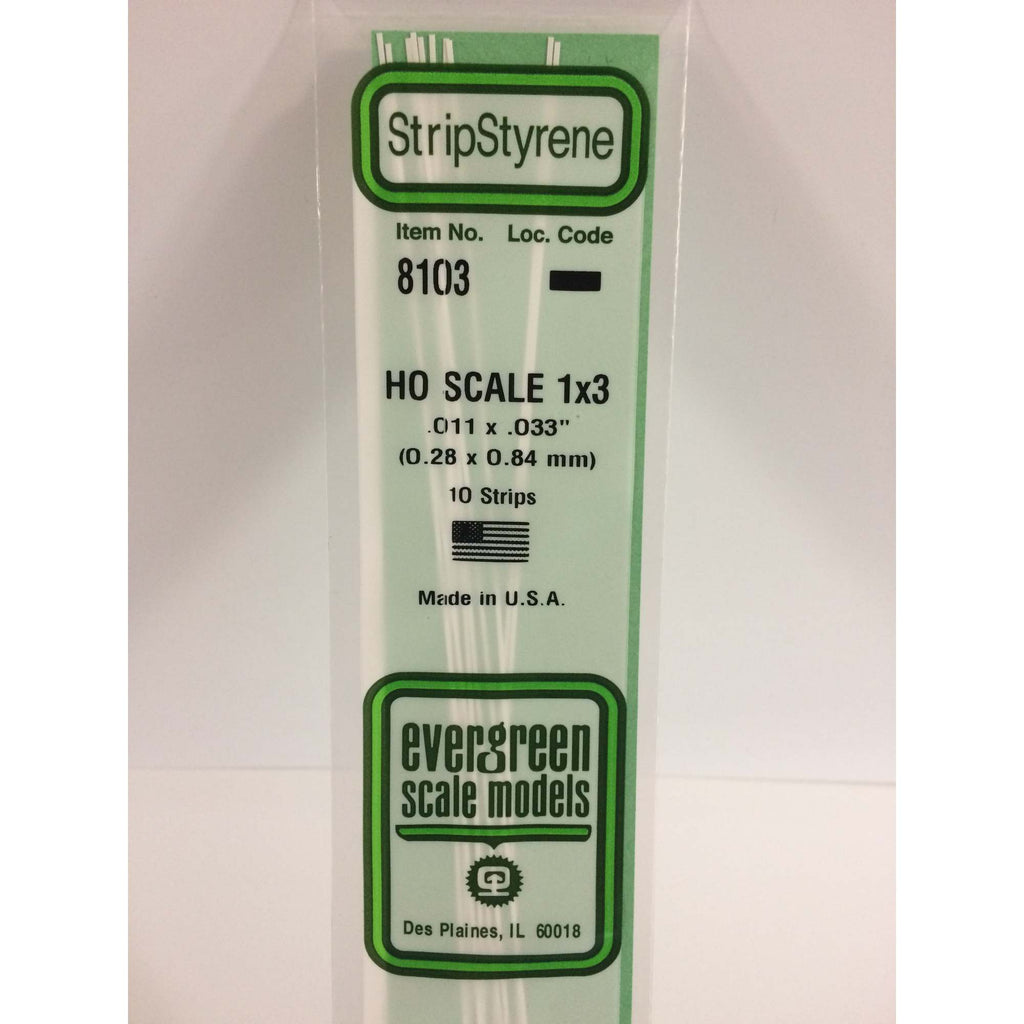 StripStyrene
Item No. Loc. Code
8103
HO SCALE 1x3
.011 x .033"
(0.28 x 0.84 mm)
10 Strips
Made in U.S.A.
evergreen
scale models
Des Plaines, IL 60018